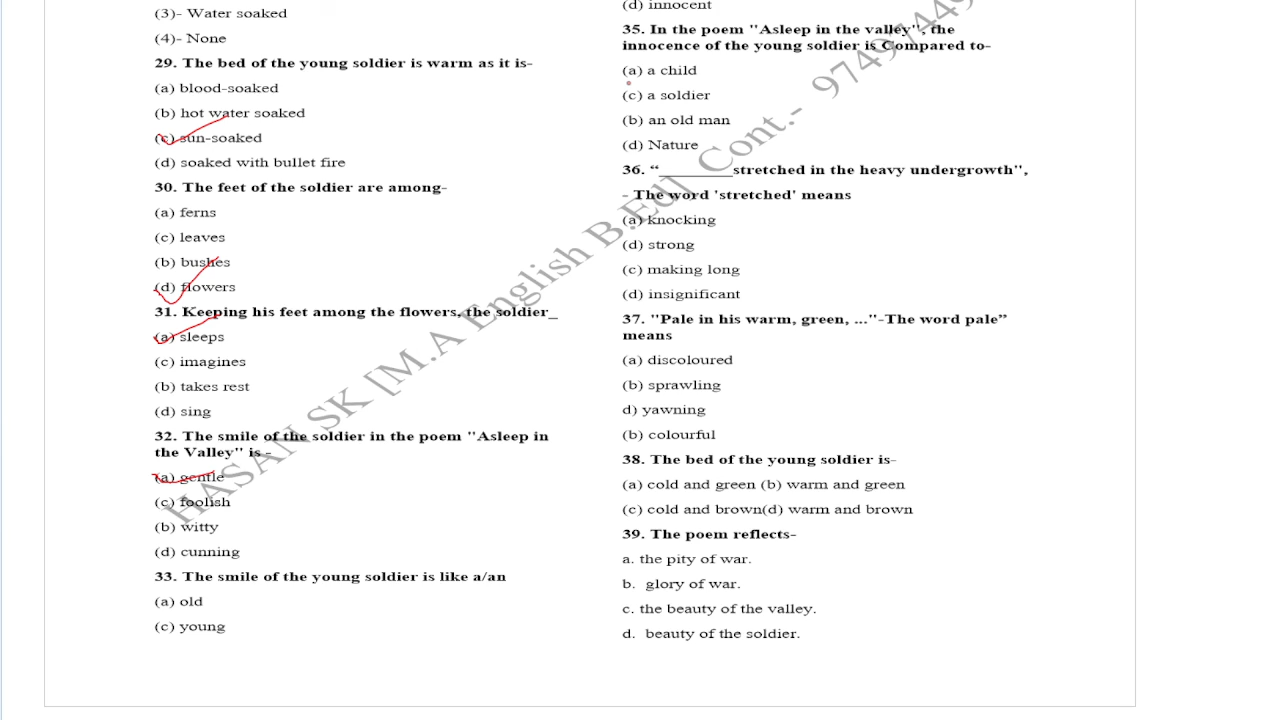 (3)- Water soaked
(4)- None
29. The bed of the young soldier is warm as it is-
(a) blood-soaked
(b) hot water soaked
(c) sun-soaked
(d) soaked with bullet fire
30. The feet of the soldier are among-
(a) ferns
(c) leaves
(b) bushes
(d) flowers
31. Keeping his feet among the flowers, the soldier_
(a) sleeps
(c) imagines
(b) takes rest
(d) sing
32. The smile of the soldier in the poem "Asleep in
the Valley" is -
(a) gentle
(c) foolish
(b) witty
(d) cunning
33. The smile of the young soldier is like a/an
(a) old
(c) young
(d) innocent
35. In the poem "Asleep in the valley", the
innocence of the young soldier is Compared to-
(a) a child
(c) a soldier
(b) an old man
(d) Nature
36. “_________stretched in the heavy undergrowth",
- The word 'stretched' means
(a) knocking
(d) strong
(c) making long
(d) insignificant
37. "Pale in his warm, green, ..."-The word pale”
means
(a) discoloured
(b) sprawling
d) yawning
(b) colourful
38. The bed of the young soldier is-
(a) cold and green (b) warm and green
(c) cold and brown(d) warm and brown
39. The poem reflects-
a. the pity of war.
b. glory of war.
c. the beauty of the valley.
d. beauty of the soldier.
HASAN SK [M.A English B.Ed] Cont.-